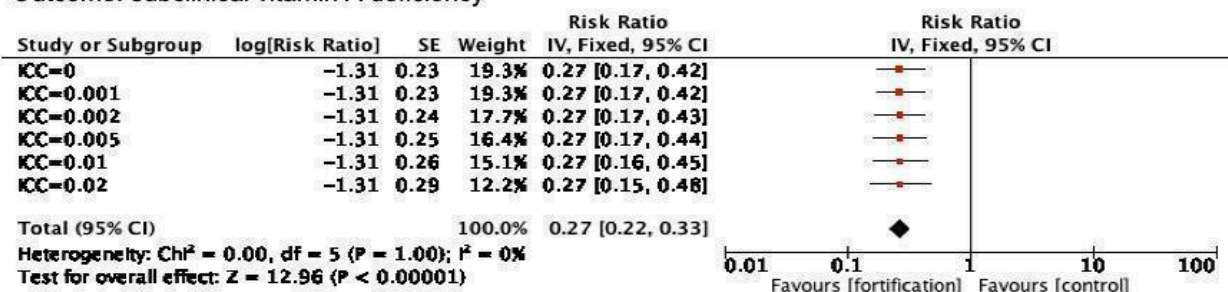 Outcome: Subclinical Vitamin A deficiency
Risk Ratio Risk Ratio
Study or Subgroup log[Risk Ratio] SE Weight IV, Fixed, 95% CI IV, Fixed, 95% CI
ICC=0 −1.31 0.23 19.3% 0.27 [0.17, 0.42]
ICC=0.001 −1.31 0.23 19.3% 0.27 [0.17, 0.42]
ICC=0.002 −1.31 0.24 17.7% 0.27 [0.17, 0.43]
ICC=0.005 −1.31 0.25 16.4% 0.27 [0.17, 0.44]
ICC=0.01 −1.31 0.26 15.1% 0.27 [0.16, 0.45]
ICC=0.02 −1.31 0.29 12.2% 0.27 [0.15, 0.48]
Total (95% CI) 100.0% 0.27 [0.22, 0.33]
Heterogeneity: Chi² = 0.00, df = 5 (P = 1.00); I² = 0%
Test for overall effect: Z = 12.96 (P < 0.00001)
0.01 0.1 1 10 100
Favours [fortification] Favours [control]